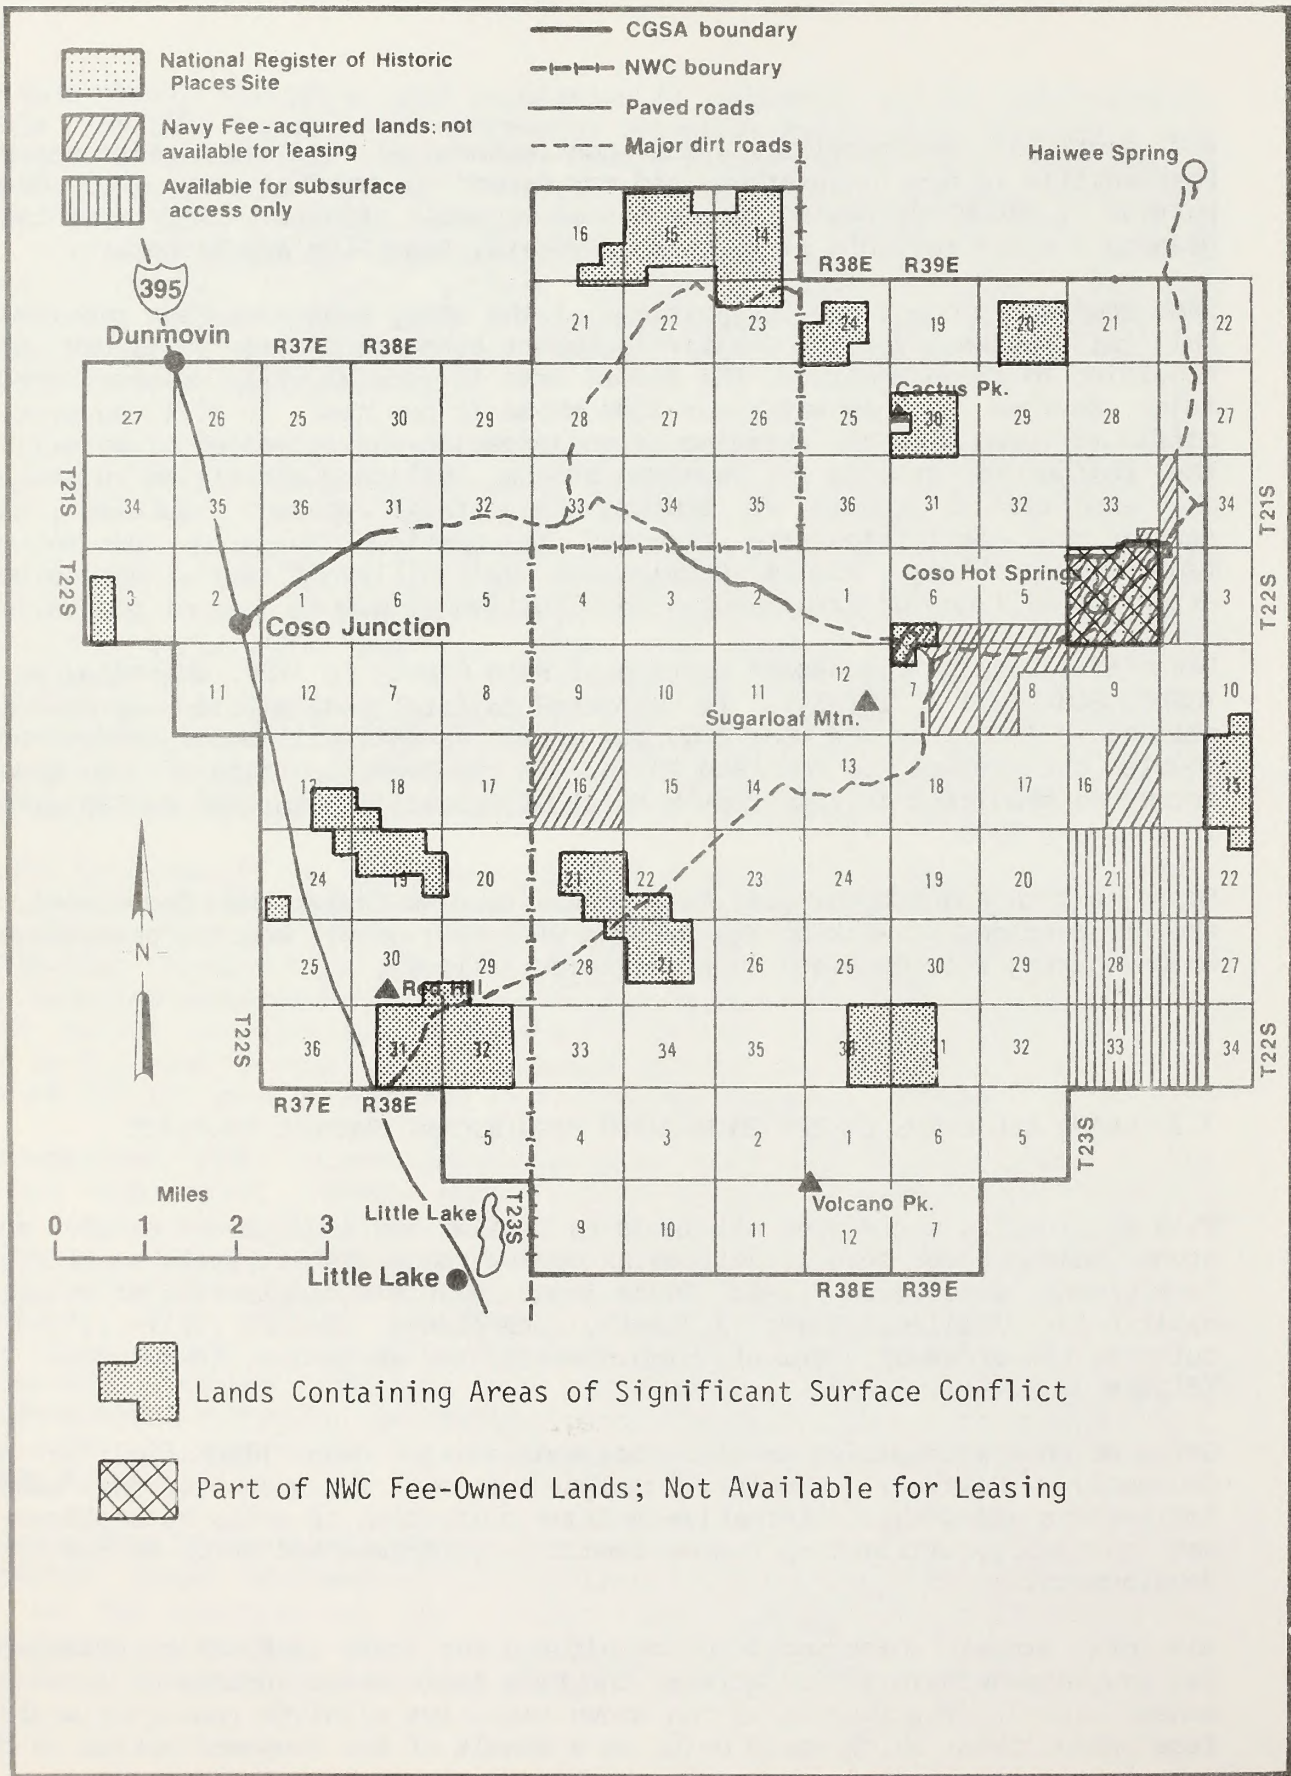 CGSA boundary
NWC boundary
Paved roads
Major dirt roads
National Register of Historic
Places Site
Navy Fee-acquired lands; not
available for leasing
Available for subsurface
access only
Haiwee Spring
395
Dunmovin
R37E R38E
R38E R39E
16 15 14
21 22 23 24 19 20 21 22
Cactus Pk.
27 26 25 30 29 28 27 26 25 30 29 28 27
T21S
34 35 36 31 32 33 34 35 36 31 32 33 34
T21S
T22S
Coso Hot Springs
3 2 1 6 5 4 3 2 1 6 5 3
T22S
Coso Junction
11 12 7 8 9 10 11 12 7 8 9 10
Sugarloaf Mtn.
18 17 16 15 14 13 18 17 16 15
24 19 20 21 22 23 24 19 20 21 22
N
25 30 29 28 26 25 30 29 28 27
Red Hill
T22S
36 31 32 33 34 35 36 1 32 33 34
T22S
R37E R38E
5 4 3 2 1 6 5
T23S
Volcano Pk.
Miles
0 1 2 3
Little Lake
T23S
9 10 11 12 7
Little Lake
R38E R39E
Lands Containing Areas of Significant Surface Conflict
Part of NWC Fee-Owned Lands; Not Available for Leasing